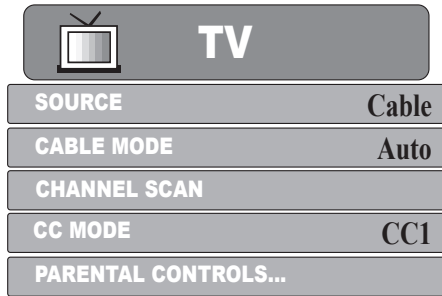 TV
SOURCE Cable
CABLE MODE Auto
CHANNEL SCAN
CC MODE CC1
PARENTAL CONTROLS...